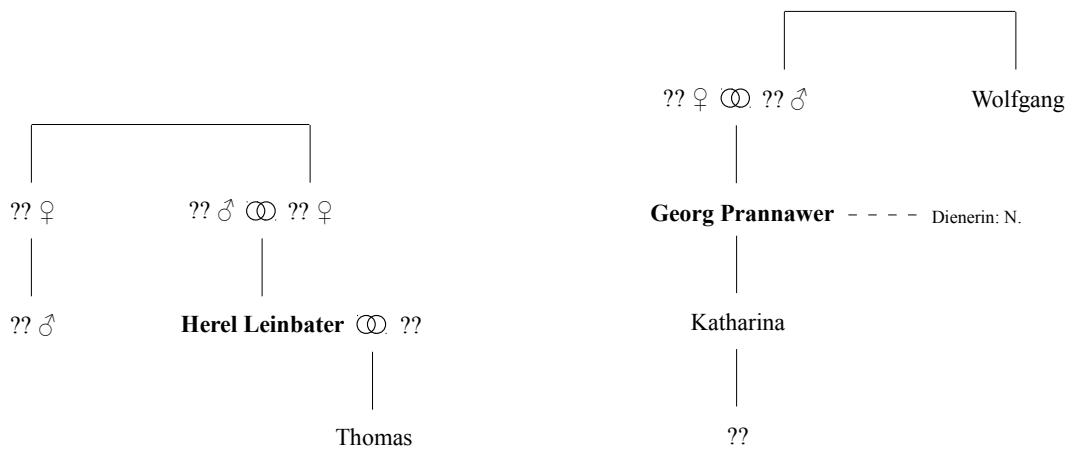 ?? ♀ ⚭ ?? ♂ Wolfgang
?? ♀ ?? ♂ ⚭ ?? ♀
Georg Prannawer Dienerin: N.
?? ♂ Herel Leinbater ⚭ ??
Katharina
Thomas
??